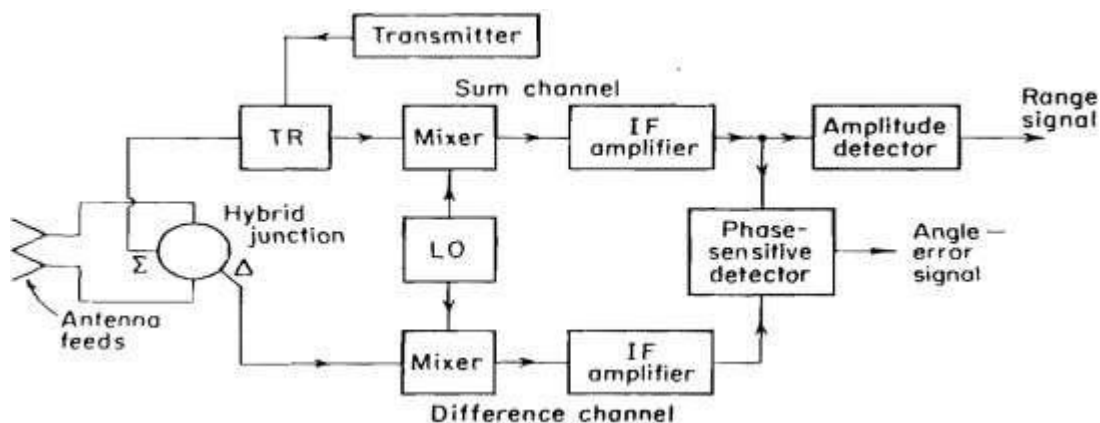 Transmitter
Sum channel
TR
Mixer
IF
amplifier
Amplitude
detector
Range
signal
Hybrid
junction
Σ
Δ
LO
Phase-
sensitive
detector
Angle —
error
signal
Antenna
feeds
Mixer
IF
amplifier
Difference channel